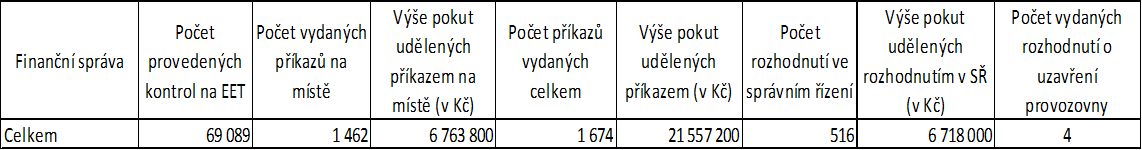 Finanční správa
Počet
provedených
kontrol na EET
Počet vydaných
příkazů na
místě
Výše pokut
udělených
příkazem na
místě (v Kč)
Počet příkazů
vydaných
celkem
Výše pokut
udělených
příkazem (v Kč)
Počet
rozhodnutí ve
správním řízení
Výše pokut
udělených
rozhodnutím v SŘ
(v Kč)
Počet vydaných
rozhodnutí o
uzavření
provozovny
Celkem 69 089 1 462 6 763 800 1 674 21 557 200 516 6 718 000 4